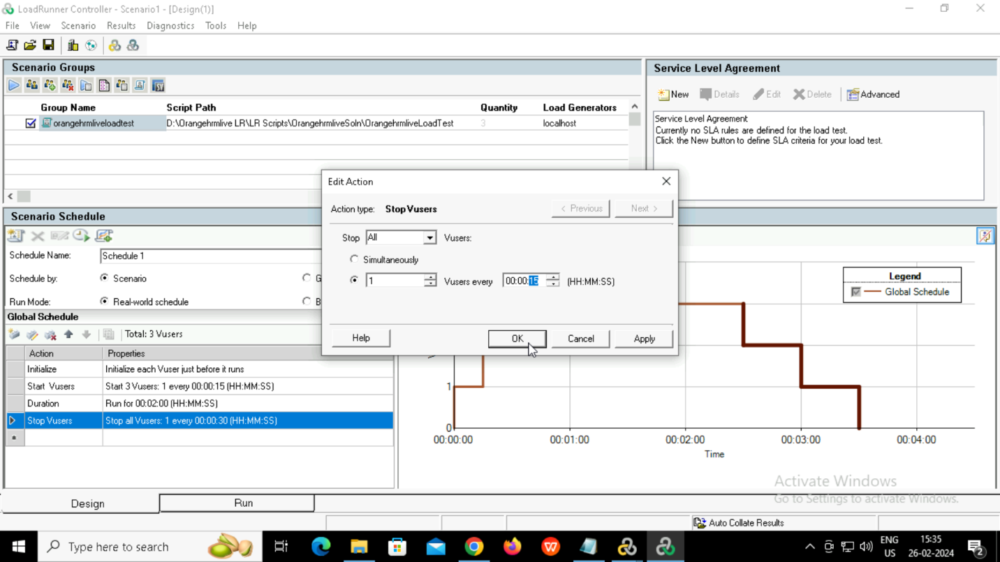 LoadRunner Controller - Scenario1 - [Design(1)]
File View Scenario Results Diagnostics Tools Help
Scenario Groups
Group Name Script Path Quantity Load Generators
orangehrmliveloadtest D:\Orangehrmlive LR\LR Scripts\OrangehrmliveSoln\OrangehrmliveLoadTest 3 localhost
Service Level Agreement
New Details Edit Delete Advanced
Service Level Agreement
Currently no SLA rules are defined for the load test.
Click the New button to define SLA criteria for your load test.
Edit Action
Action type: Stop Vusers < Previous Next >
Stop All Vusers:
Simultaneously
1 Vusers every 00:00:15 (HH:MM:SS)
Help OK Cancel Apply
Scenario Schedule
Schedule Name: Schedule 1
Schedule by: Scenario G
Run Mode: Real-world schedule B
Global Schedule
Total: 3 Vusers
Action Properties
Initialize Initialize each Vuser just before it runs
Start Vusers Start 3 Vusers: 1 every 00:00:15 (HH:MM:SS)
Duration Run for 00:02:00 (HH:MM:SS)
Stop Vusers Stop all Vusers: 1 every 00:00:30 (HH:MM:SS)
*
Legend
Global Schedule
1
0
00:00:00 00:01:00 00:02:00 00:03:00 00:04:00
Time
Activate Windows
Go to Settings to activate Windows.
Design Run
Auto Collate Results
Type here to search
ENG
US
15:35
26-02-2024
2